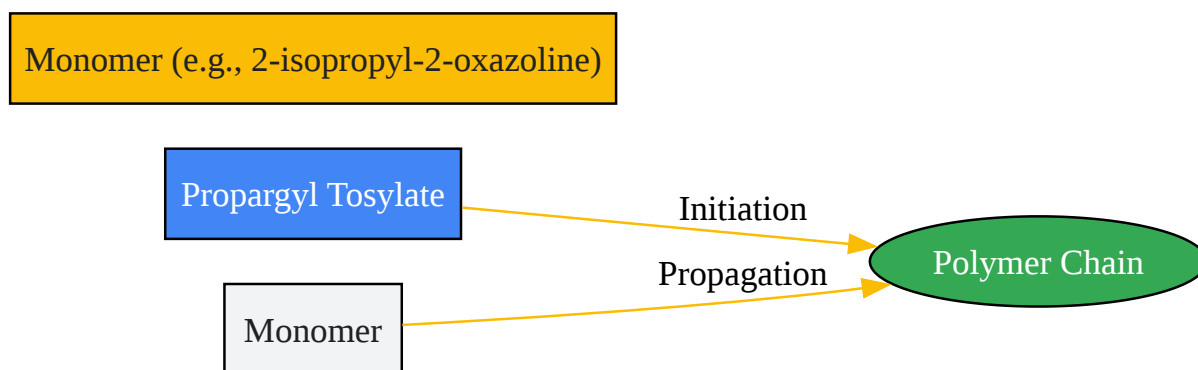 Monomer (e.g., 2-isopropyl-2-oxazoline)
Propargyl Tosylate
Initiation
Polymer Chain
Propagation
Monomer